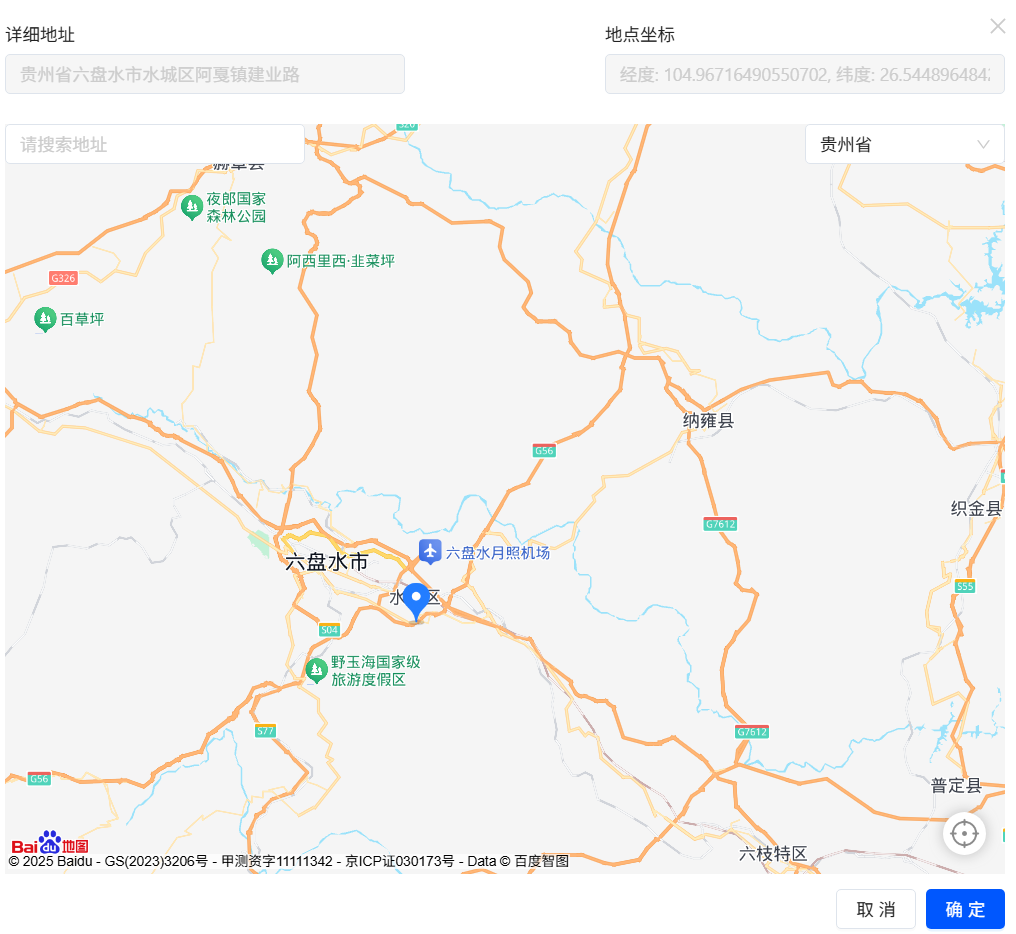 详细地址
地点坐标
贵州省六盘水市水城区阿戛镇建业路
经度: 104.96716490550702, 纬度: 26.544896484
请搜索地址
贵州省
赫章县
夜郎国家
森林公园
阿西里西·韭菜坪
G326
百草坪
纳雍县
G56
织金县
G7612
六盘水市
六盘水月照机场
S55
水 区
S04
野玉海国家级
旅游度假区
S77
G7612
G56
普定县
Bai du 地图
六枝特区
© 2025 Baidu - GS(2023)3206号 - 甲测资字11111342 - 京ICP证030173号 - Data © 百度智图
取 消
确 定